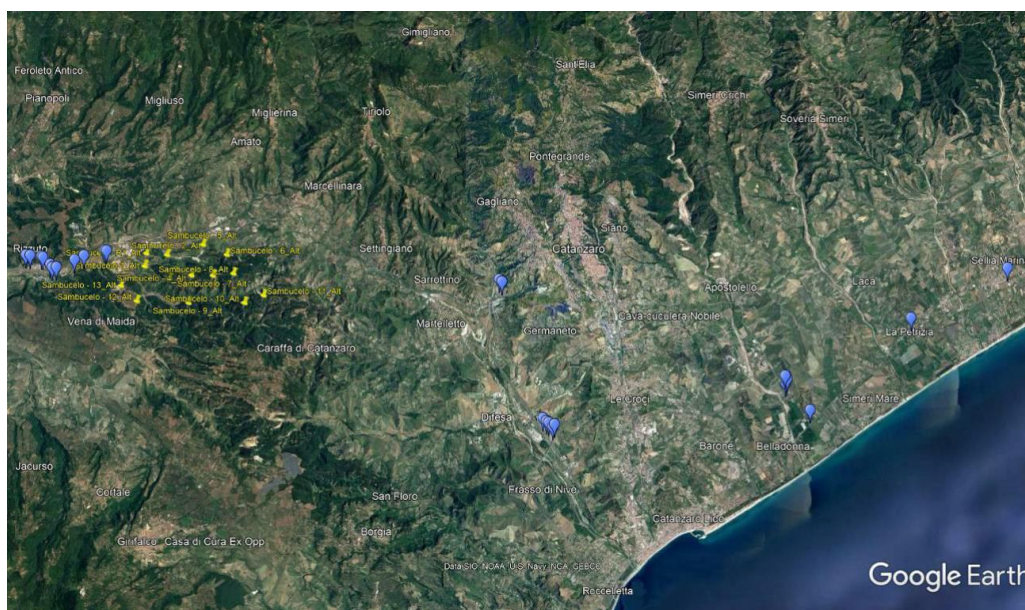 Gimigliano
Sant'Elia
Feroleto Antico
Pianopoli
Migliuso
Miglierina
Tiriolo
Simeri Crichi
Soveria Simeri
Amato
Pontegrande
Marcellinara
Gagliano
Siano
Rizzuto
Settingiano
Catanzaro
Sellia Marina
Sambucelo - 6_Alt
Sarrottino
Apostolello
Laca
Sambucelo - 7_Alt
Sambucelo - 13_Alt
Sambucelo - 11_Alt
Sambucelo - 12_Alt
Sambucelo - 10_Alt
Sambucelo - 9_Alt
Vena di Maida
Martelletto
Germaneto
Cava cuculera Nobile
La Petrizia
Caraffa di Catanzaro
Le Croci
Simeri Mare
Difesa
Barone
Belladonna
Jacurso
Cortale
San Floro
Frasso di Nive
Catanzaro Lido
Girifalco
Casa di Cura Ex Opp
Borgia
Data SIO, NOAA, U.S. Navy, NGA, GEBCO
Roccelletta
Google Earth